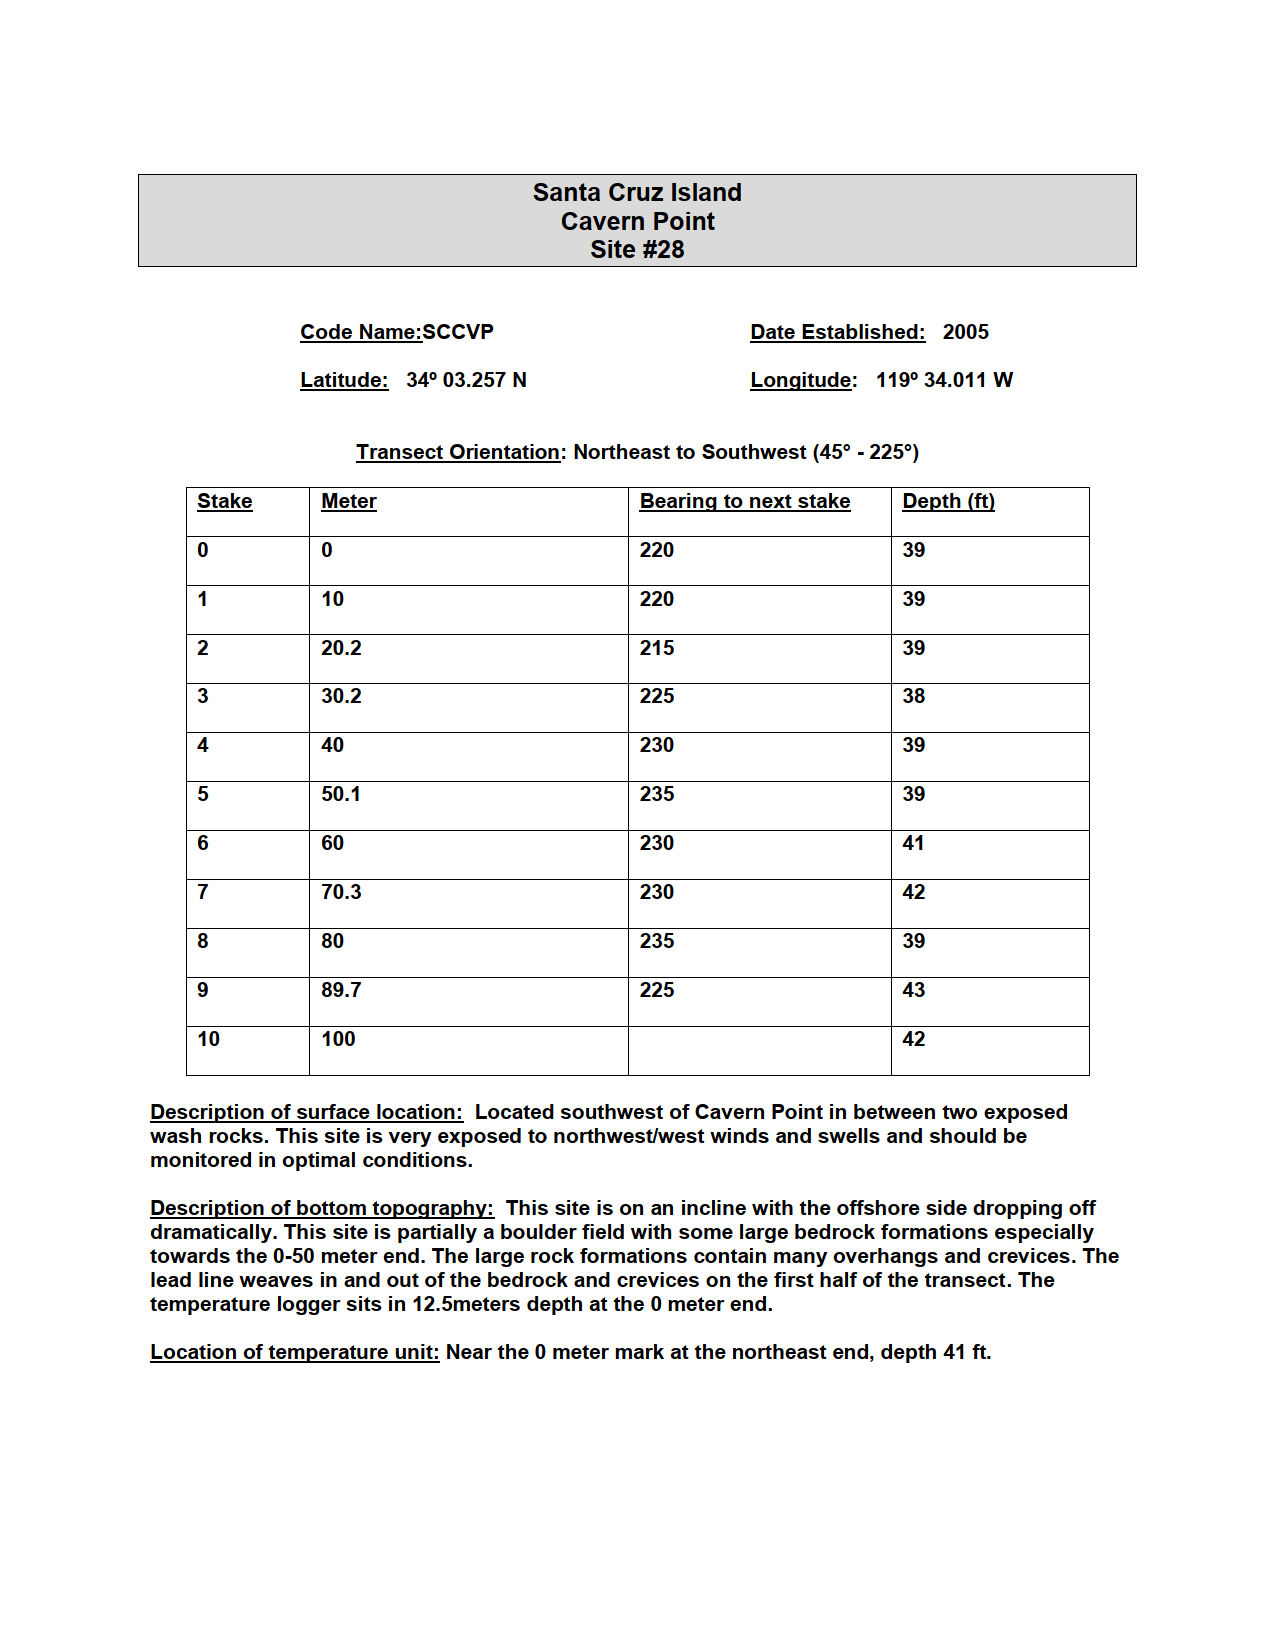 Santa Cruz Island
Cavern Point
Site #28
Code Name:SCCVP Date Established: 2005
Latitude: 34º 03.257 N Longitude: 119º 34.011 W
Transect Orientation: Northeast to Southwest (45° - 225°)
Stake Meter Bearing to next stake Depth (ft)
0 0 220 39
1 10 220 39
2 20.2 215 39
3 30.2 225 38
4 40 230 39
5 50.1 235 39
6 60 230 41
7 70.3 230 42
8 80 235 39
9 89.7 225 43
10 100 42
Description of surface location: Located southwest of Cavern Point in between two exposed
wash rocks. This site is very exposed to northwest/west winds and swells and should be
monitored in optimal conditions.
Description of bottom topography: This site is on an incline with the offshore side dropping off
dramatically. This site is partially a boulder field with some large bedrock formations especially
towards the 0-50 meter end. The large rock formations contain many overhangs and crevices. The
lead line weaves in and out of the bedrock and crevices on the first half of the transect. The
temperature logger sits in 12.5meters depth at the 0 meter end.
Location of temperature unit: Near the 0 meter mark at the northeast end, depth 41 ft.